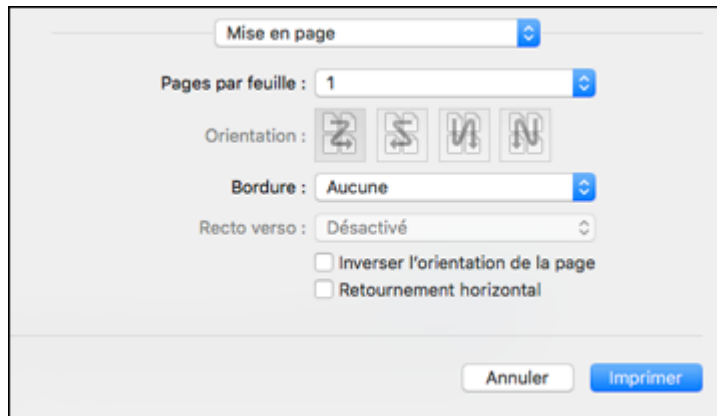 Mise en page
Pages par feuille : 1
Orientation :
Bordure : Aucune
Recto verso : Désactivé
Inverser l'orientation de la page
Retournement horizontal
Annuler Imprimer